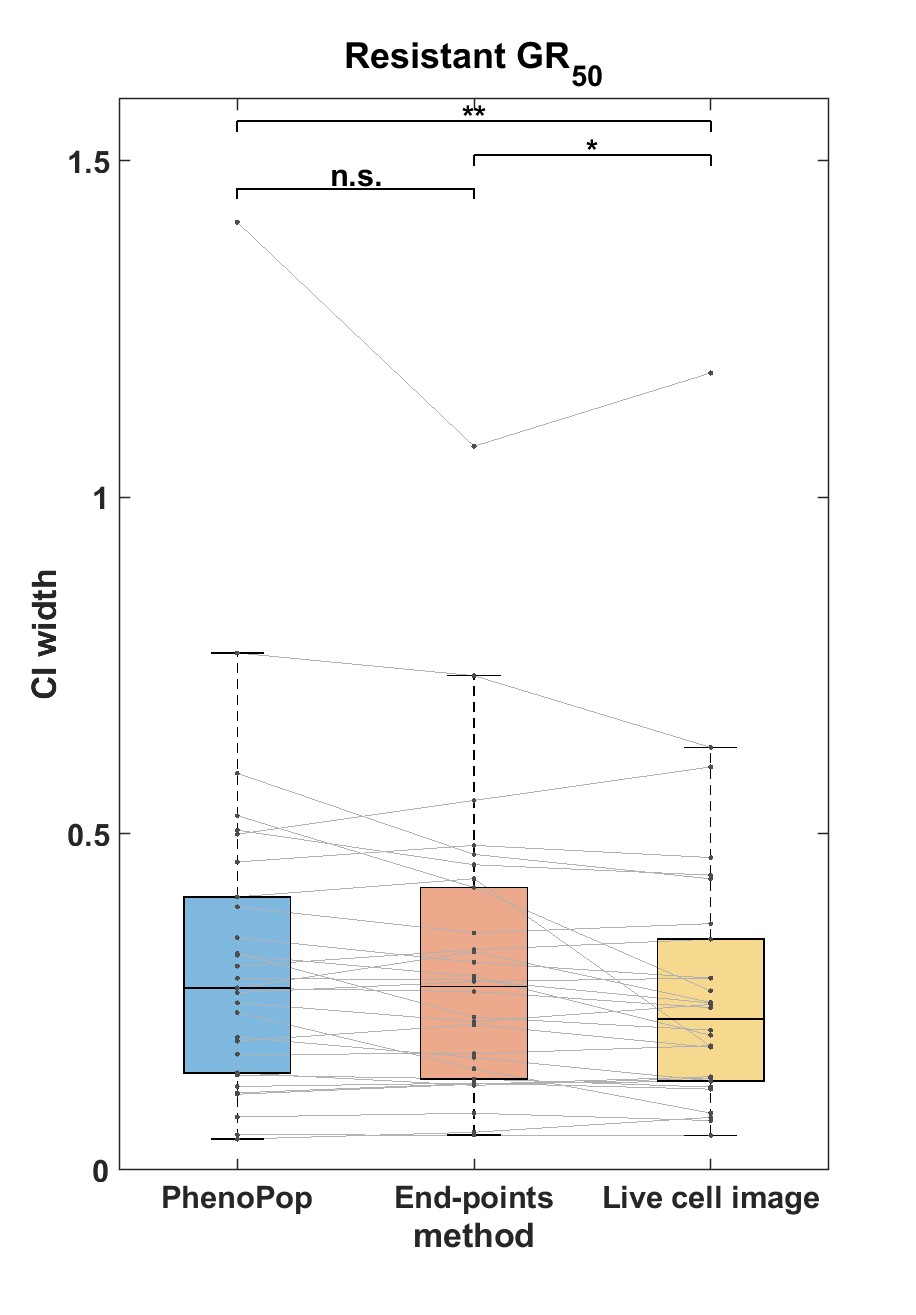 Resistant GR50
**
*
n.s.
1.5
1
0.5
0
CI width
PhenoPop
End-points
Live cell image
method